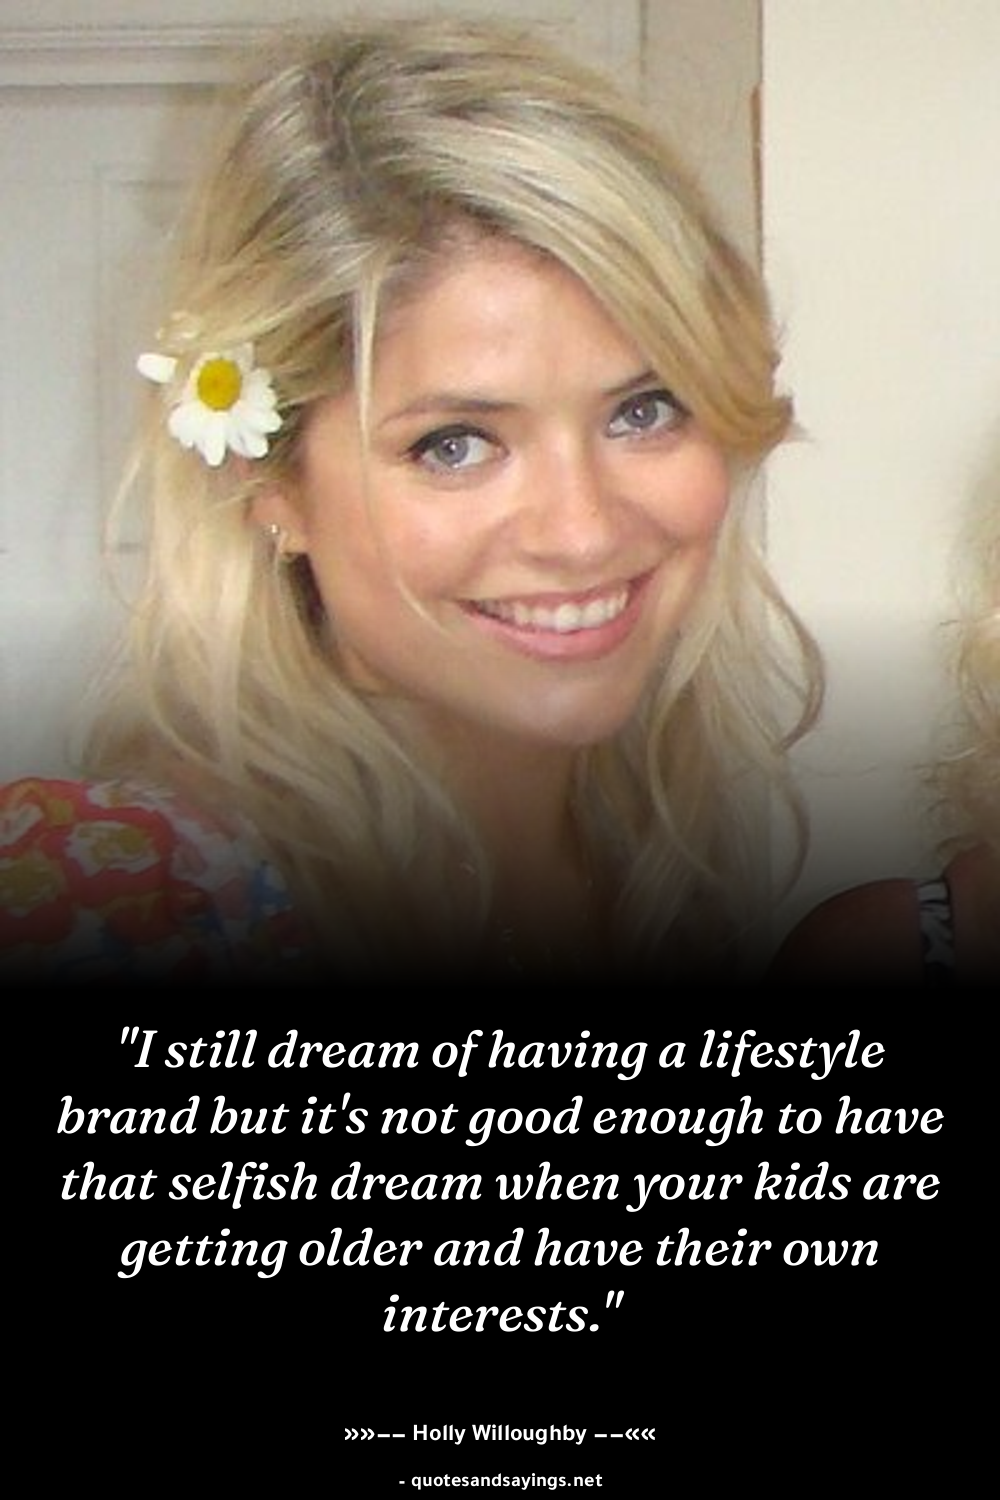 "I still dream of having a lifestyle
brand but it's not good enough to have
that selfish dream when your kids are
getting older and have their own
interests."
»»−− Holly Willoughby −−««
- quotesandsayings.net